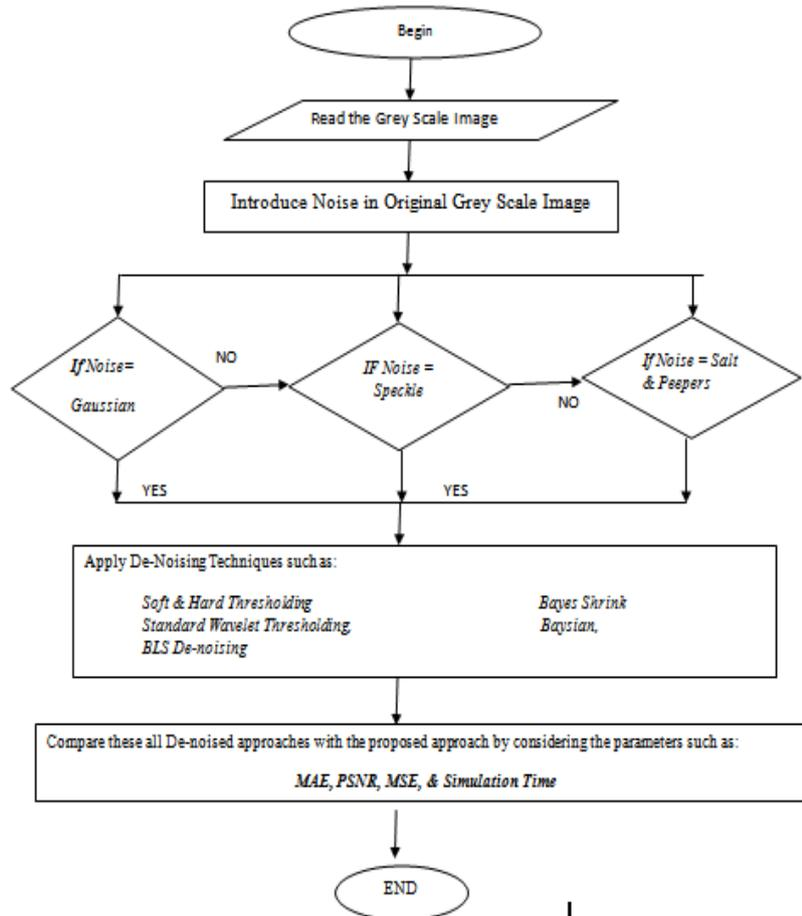 Begin
Read the Grey Scale Image
Introduce Noise in Original Grey Scale Image
If Noise=
Gaussian
NO
IF Noise =
Speckle
NO
If Noise = Salt
& Peepers
YES
YES
Apply De-Noising Techniques such as:
Soft & Hard Thresholding
Standard Wavelet Thresholding,
BLS De-noising
Bayes Shrink
Baysian,
Compare these all De-noised approaches with the proposed approach by considering the parameters such as:
MAE, PSNR, MSE, & Simulation Time
END